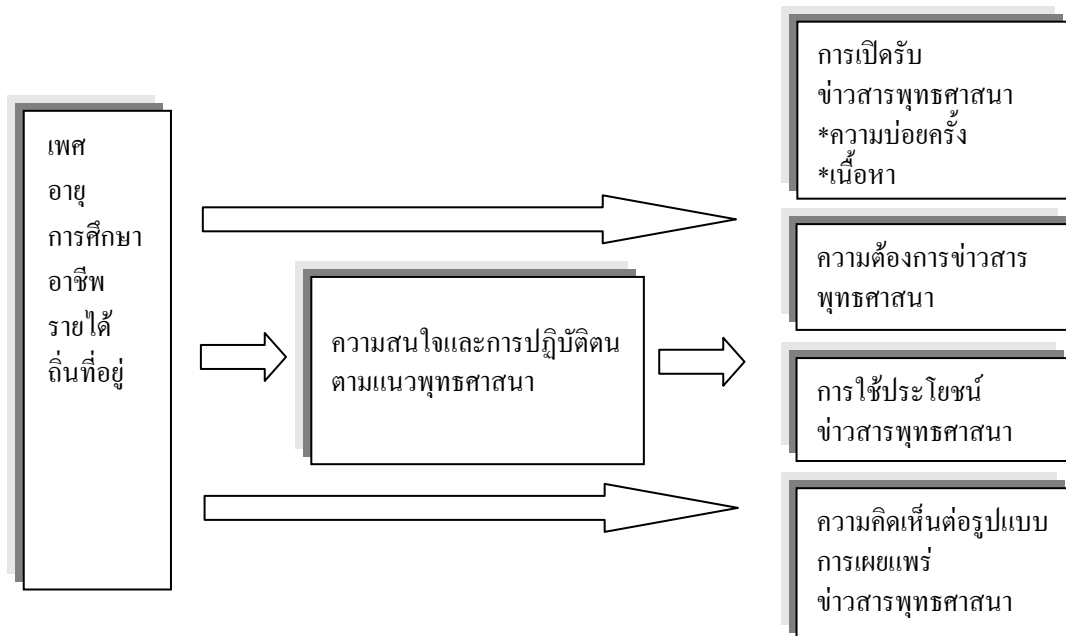 เพศ
อายุ
การศึกษา
อาชีพ
รายได้
ถิ่นที่อยู่
ความสนใจและการปฏิบัติตน
ตามแนวพุทธศาสนา
การเปิดรับ
ข่าวสารพุทธศาสนา
*ความบ่อยครั้ง
*เนื้อหา
ความต้องการข่าวสาร
พุทธศาสนา
การใช้ประโยชน์
ข่าวสารพุทธศาสนา
ความคิดเห็นต่อรูปแบบ
การเผยแพร่
ข่าวสารพุทธศาสนา